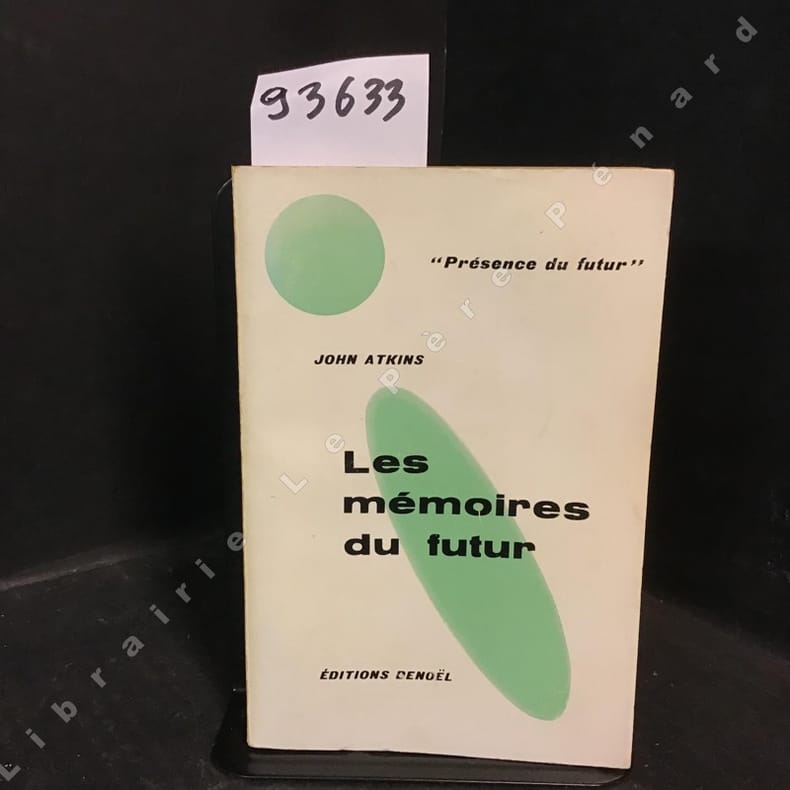 93633
"Présence du futur"
JOHN ATKINS
Les
mémoires
du futur
ÉDITIONS DENOËL
Librairie Le Père Pénard